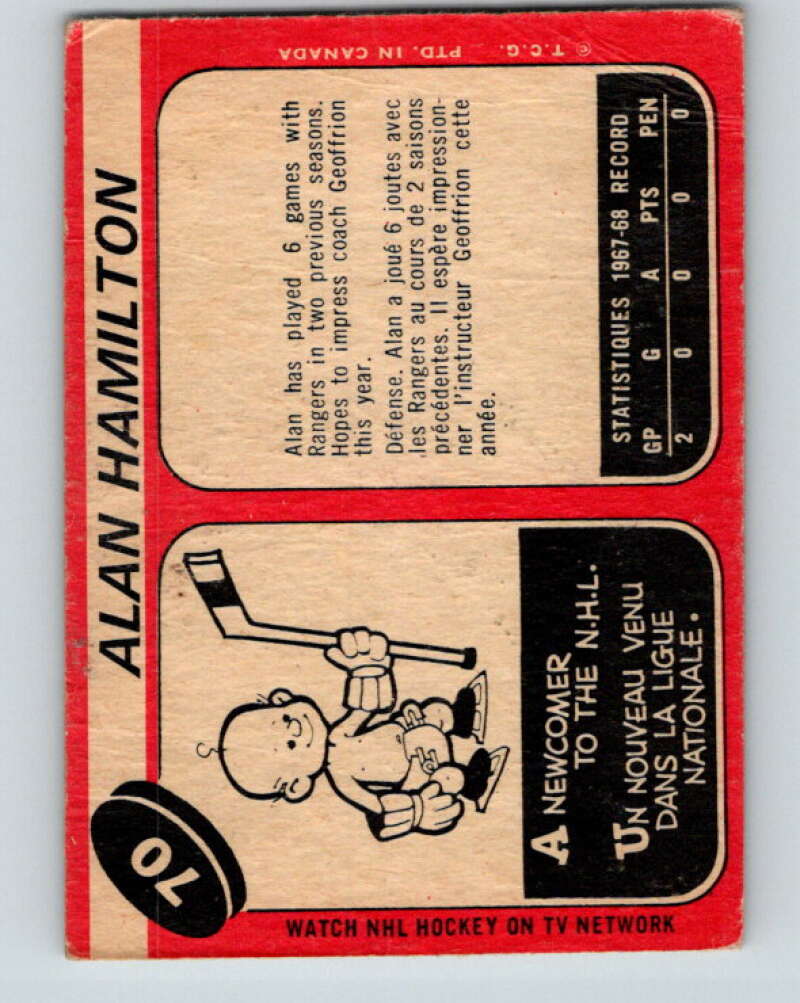 70
ALAN HAMILTON
A NEWCOMER
TO THE N.H.L.
UN NOUVEAU VENU
DANS LA LIGUE
NATIONALE.
WATCH NHL HOCKEY ON TV NETWORK
Alan has played 6 games with
Rangers in two previous seasons.
Hopes to impress coach Geoffrion
this year.
Défense. Alan a joué 6 joutes avec
les Rangers au cours de 2 saisons
précédentes. Il espère impression-
ner l'instructeur Geoffrion cette
année.
STATISTIQUES 1967-68 RECORD
GP G A PTS PEN
2 0 0 0 0
© T.C.G. PTD. IN CANADA